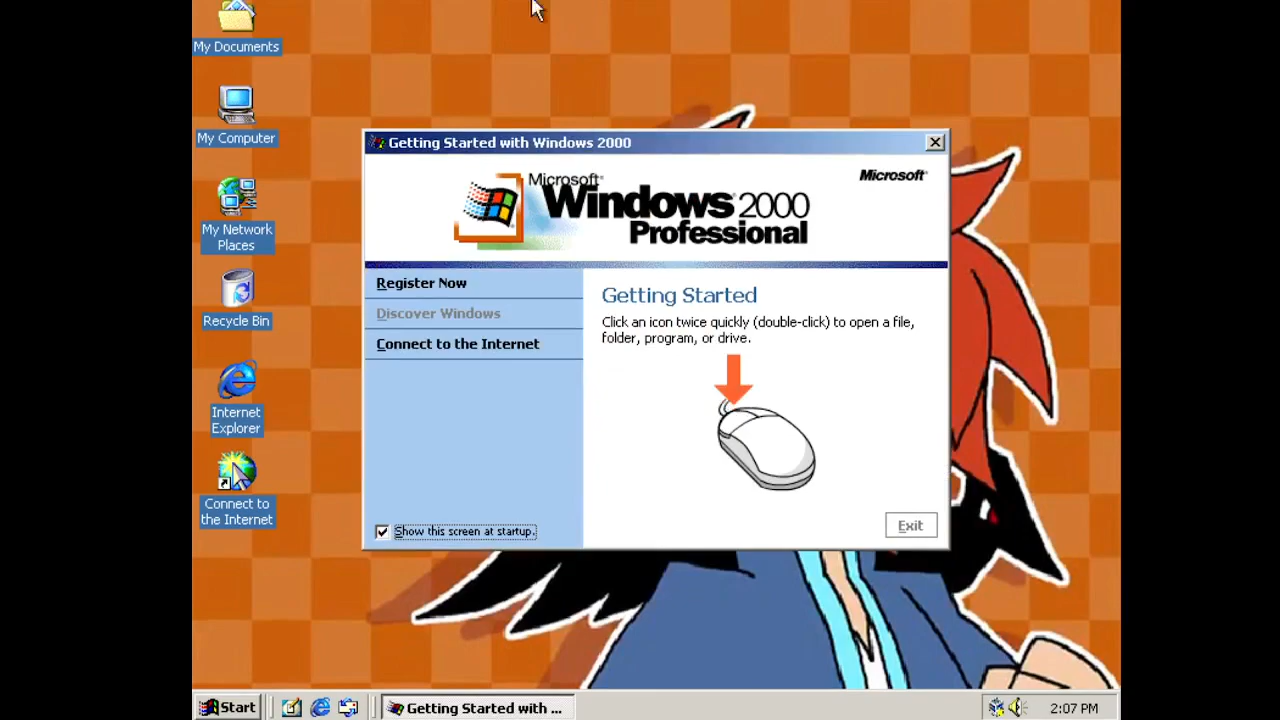 My Documents
My Computer
My Network
Places
Recycle Bin
Internet
Explorer
Connect to
the Internet
Getting Started with Windows 2000
Microsoft®
Windows 2000
Professional
Microsoft®
Register Now
Discover Windows
Connect to the Internet
Show this screen at startup.
Getting Started
Click an icon twice quickly (double-click) to open a file,
folder, program, or drive.
Exit
Start
Getting Started with ...
2:07 PM